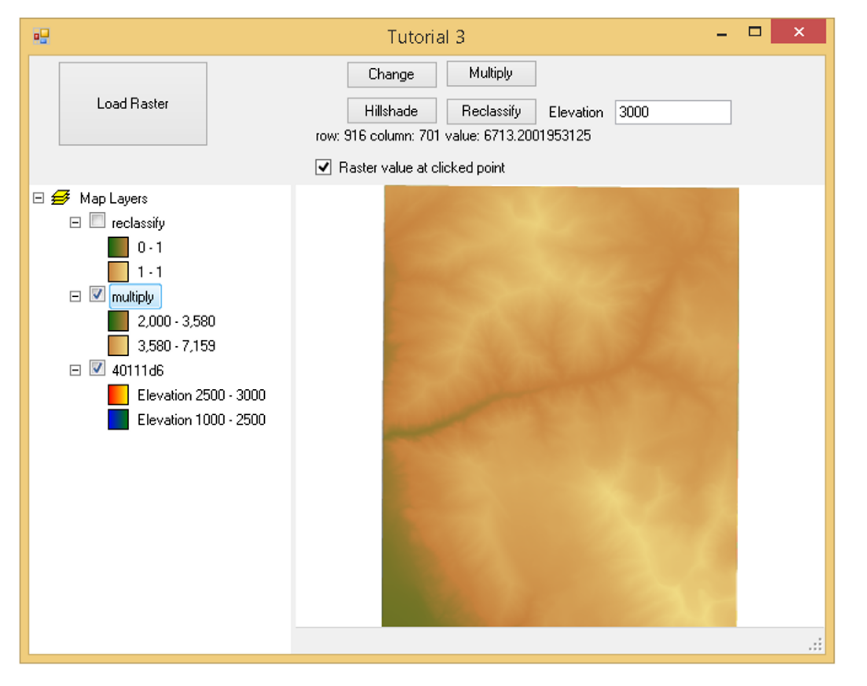 Tutorial 3
Load Raster
Change
Multiply
Hillshade
Reclassify
Elevation
3000
row: 916 column: 701 value: 6713.2001953125
Raster value at clicked point
Map Layers
reclassify
0 - 1
1 - 1
multiply
2,000 - 3,580
3,580 - 7,159
40111d6
Elevation 2500 - 3000
Elevation 1000 - 2500